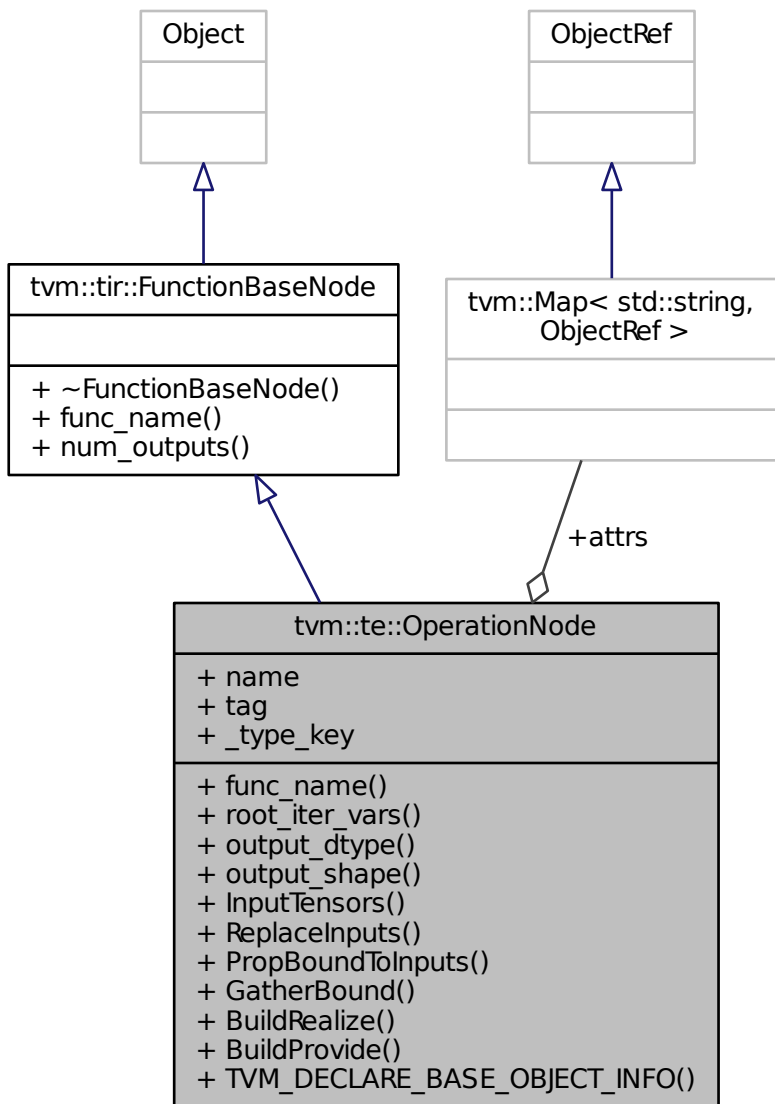 Object
ObjectRef
tvm::tir::FunctionBaseNode
+ ~FunctionBaseNode()
+ func_name()
+ num_outputs()
tvm::Map< std::string,
ObjectRef >
+attrs
tvm::te::OperationNode
+ name
+ tag
+ _type_key
+ func_name()
+ root_iter_vars()
+ output_dtype()
+ output_shape()
+ InputTensors()
+ ReplaceInputs()
+ PropBoundToInputs()
+ GatherBound()
+ BuildRealize()
+ BuildProvide()
+ TVM_DECLARE_BASE_OBJECT_INFO()